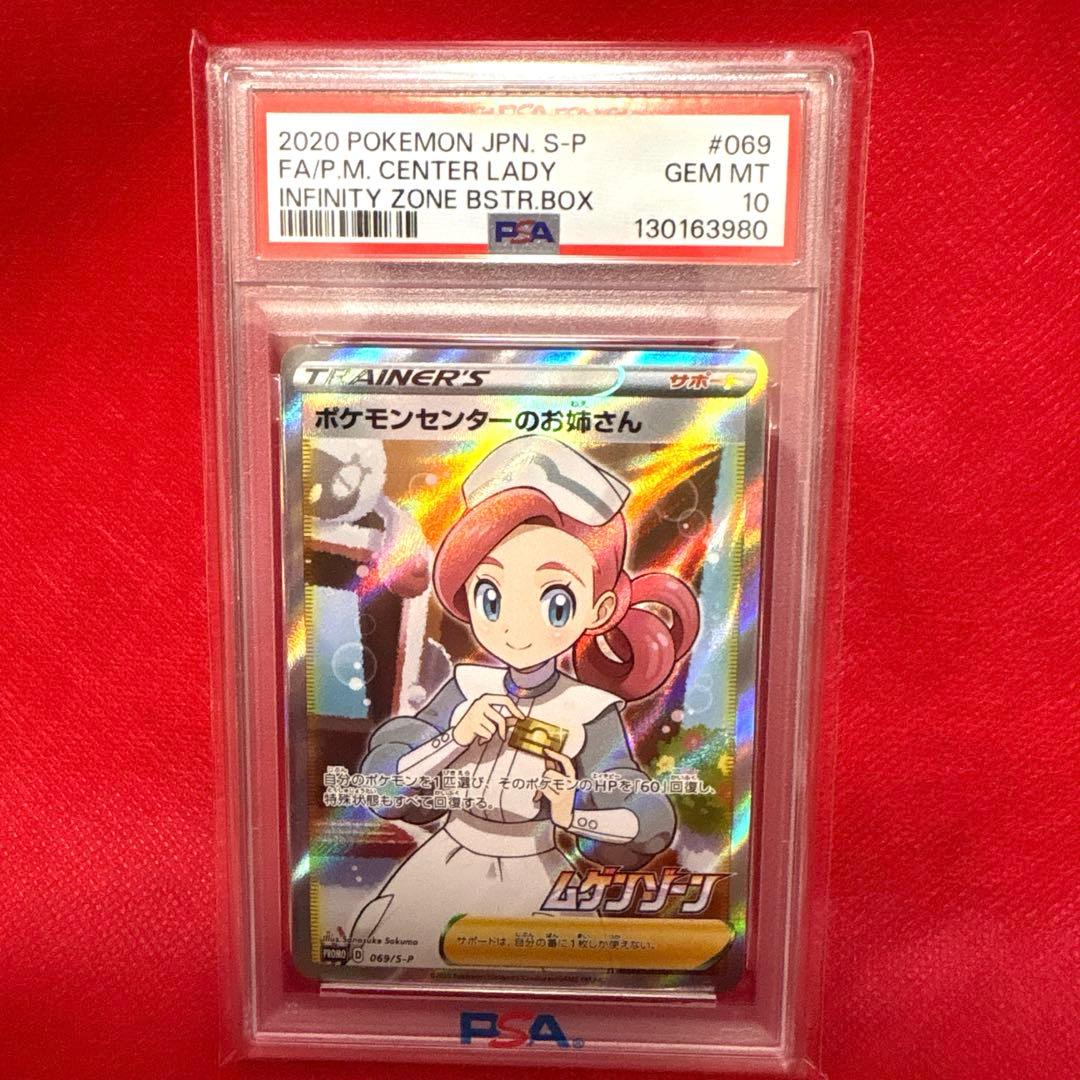 2020 POKEMON JPN. S-P #069
FA/P.M. CENTER LADY GEM MT
INFINITY ZONE BSTR.BOX 10
PSA 130163980
TRAINER'S サポート
ポケモンセンターのお姉さん
自分のポケモンを1匹選び、そのポケモンのHPを「60」回復し、
特殊状態もすべて回復する。
ムゲンゾーン
サポートは、自分の番に1枚しか使えない。
Illus. Sanosuke Sakuma
PROMO D 069/S-P
PSA